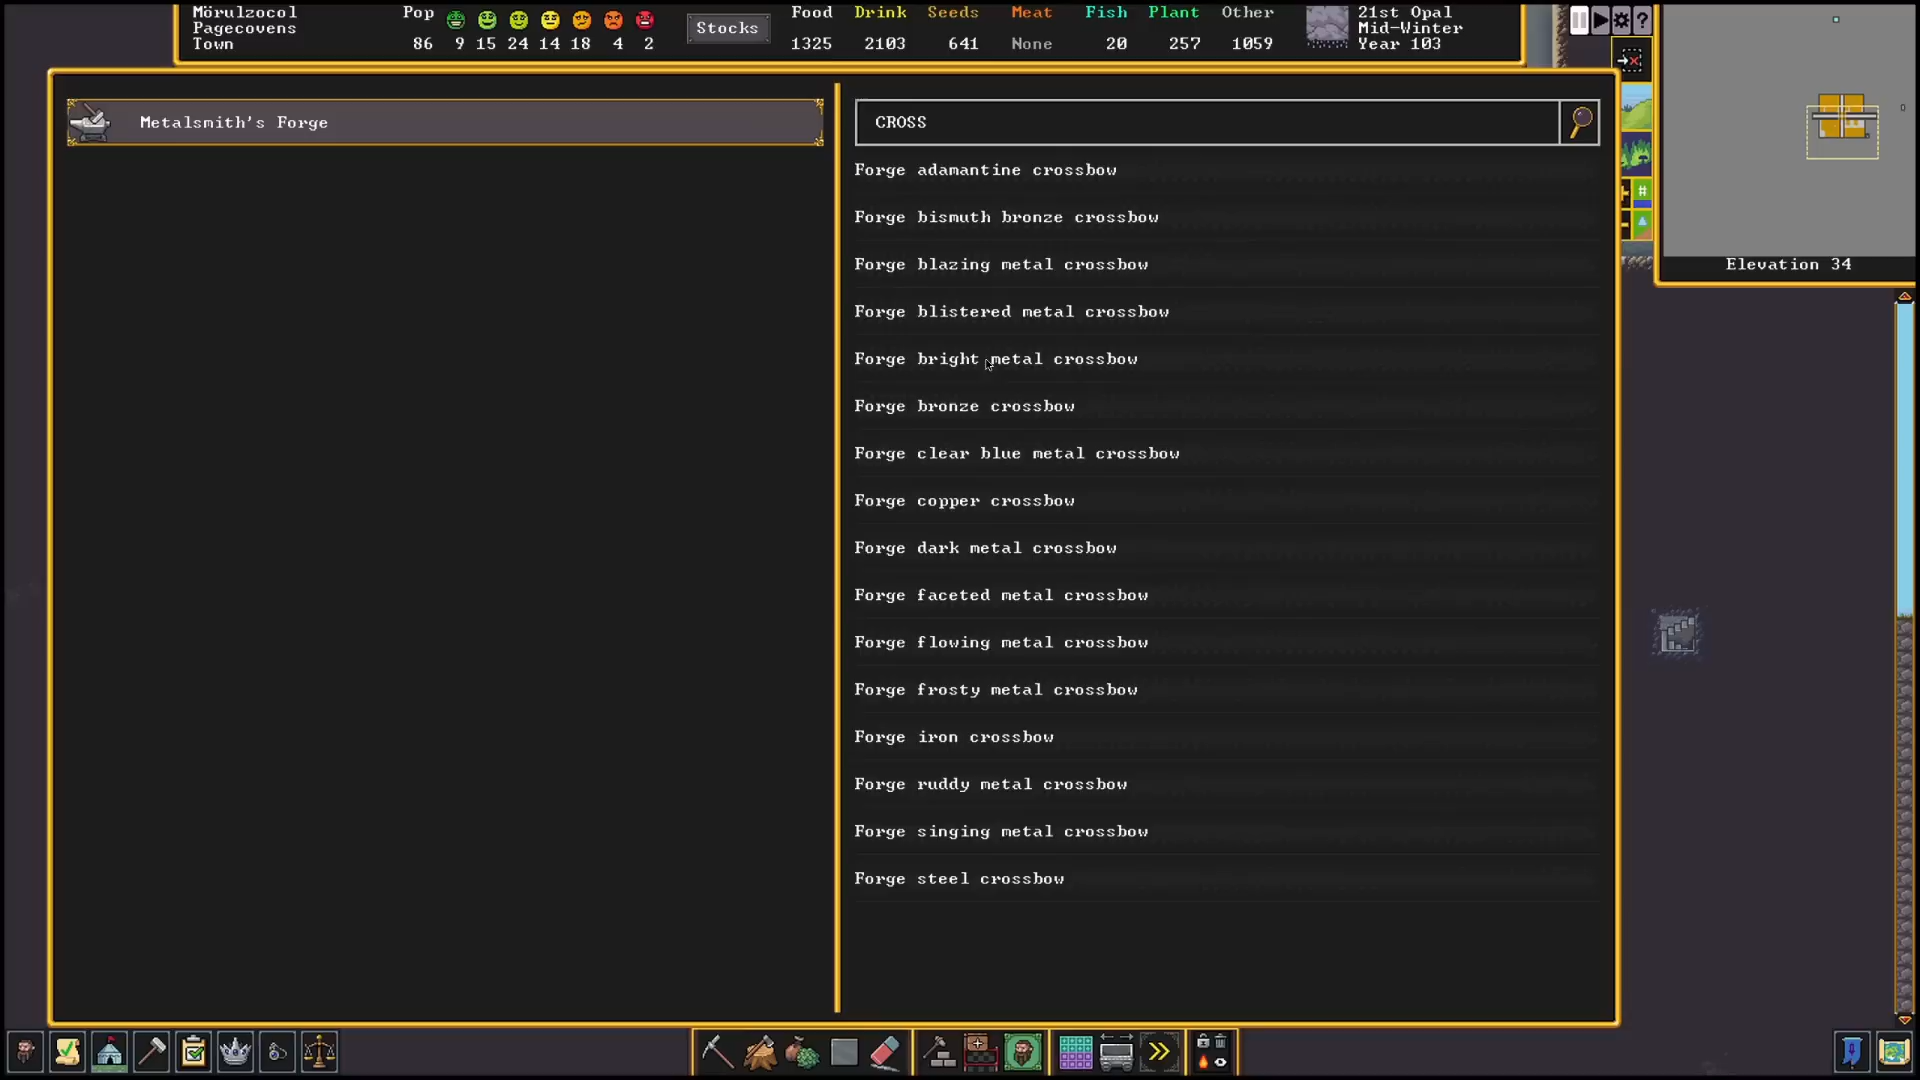 Mörulzocol
Pagecovens
Town
Pop
86 9 15 24 14 18 4 2
Stocks
Food Drink Seeds Meat Fish Plant Other
1325 2103 641 None 20 257 1059
21st Opal
Mid-Winter
Year 103
Elevation 34
Metalsmith's Forge
CROSS
Forge adamantine crossbow
Forge bismuth bronze crossbow
Forge blazing metal crossbow
Forge blistered metal crossbow
Forge bright metal crossbow
Forge bronze crossbow
Forge clear blue metal crossbow
Forge copper crossbow
Forge dark metal crossbow
Forge faceted metal crossbow
Forge flowing metal crossbow
Forge frosty metal crossbow
Forge iron crossbow
Forge ruddy metal crossbow
Forge singing metal crossbow
Forge steel crossbow